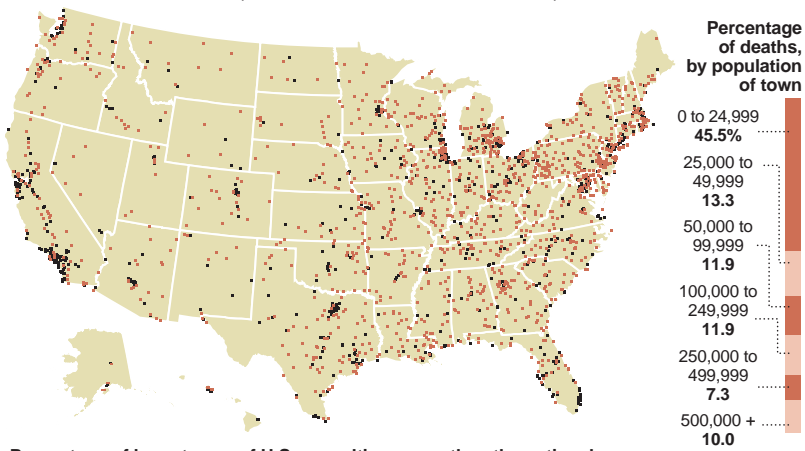 Percentage
of deaths,
by population
of town
0 to 24,999
45.5%
25,000 to
49,999
13.3
50,000 to
99,999
11.9
100,000 to
249,999
11.9
250,000 to
499,999
7.3
500,000 +
10.0